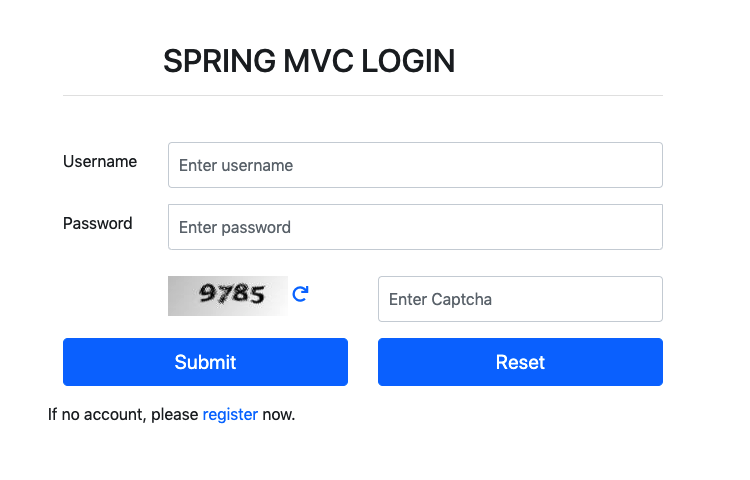 SPRING MVC LOGIN
Username Enter username
Password Enter password
9785 Enter Captcha
Submit Reset
If no account, please register now.